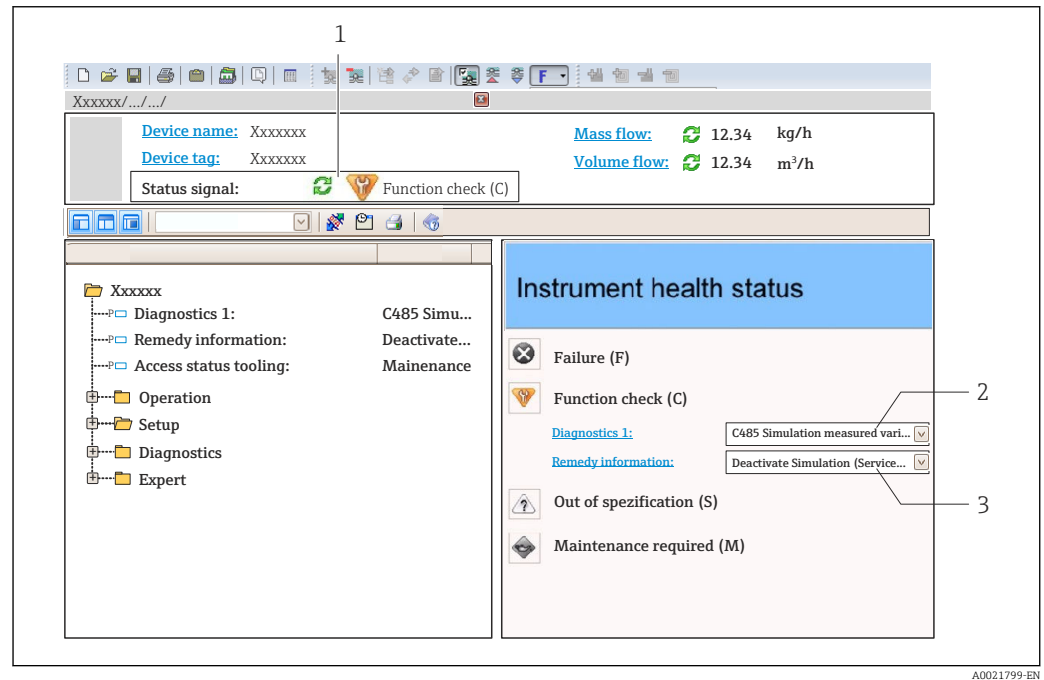 1
F
Xxxxxx/.../.../
Device name: Xxxxxxx
Mass flow: 12.34 kg/h
Device tag: Xxxxxxx
Volume flow: 12.34 m³/h
Status signal: Function check (C)
Xxxxxx
Diagnostics 1: C485 Simu...
Remedy information: Deactivate...
Access status tooling: Mainenance
Operation
Setup
Diagnostics
Expert
Instrument health status
Failure (F)
Function check (C)
2
Diagnostics 1: C485 Simulation measured vari...
Remedy information: Deactivate Simulation (Service...
Out of spezification (S)
3
Maintenance required (M)
A0021799-EN